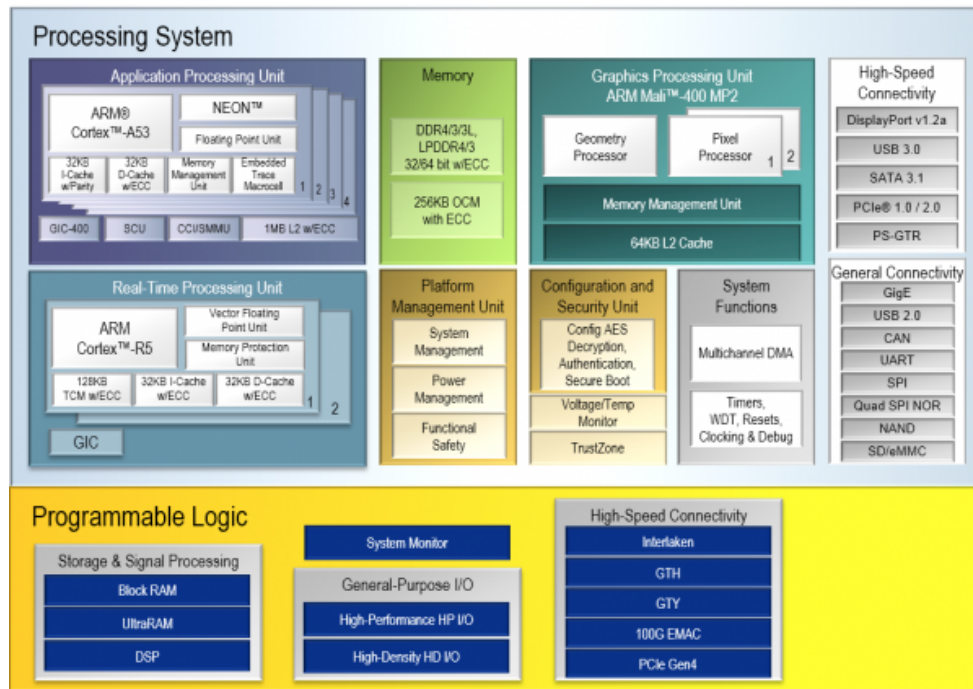 Processing System
Application Processing Unit
ARM®
Cortex™-A53
NEON™
Floating Point Unit
32KB
I-Cache
w/Parity
32KB
D-Cache
w/ECC
Memory
Management
Unit
Embedded
Trace
Macrocell
1
2
3
4
GIC-400
SCU
CCI/SMMU
1MB L2 w/ECC
Memory
DDR4/3/3L,
LPDDR4/3
32/64 bit w/ECC
256KB OCM
with ECC
Graphics Processing Unit
ARM Mali™-400 MP2
Geometry
Processor
Pixel
Processor
1
2
Memory Management Unit
64KB L2 Cache
High-Speed
Connectivity
DisplayPort v1.2a
USB 3.0
SATA 3.1
PCIe® 1.0 / 2.0
PS-GTR
Real-Time Processing Unit
ARM
Cortex™-R5
Vector Floating
Point Unit
Memory Protection
Unit
128KB
TCM w/ECC
32KB I-Cache
w/ECC
32KB D-Cache
w/ECC
1
2
GIC
Platform
Management Unit
System
Management
Power
Management
Functional
Safety
Configuration and
Security Unit
Config AES
Decryption,
Authentication,
Secure Boot
Voltage/Temp
Monitor
TrustZone
System
Functions
Multichannel DMA
Timers,
WDT, Resets,
Clocking & Debug
General Connectivity
GigE
USB 2.0
CAN
UART
SPI
Quad SPI NOR
NAND
SD/eMMC
Programmable Logic
Storage & Signal Processing
Block RAM
UltraRAM
DSP
System Monitor
General-Purpose I/O
High-Performance HP I/O
High-Density HD I/O
High-Speed Connectivity
Interlaken
GTH
GTY
100G EMAC
PCIe Gen4